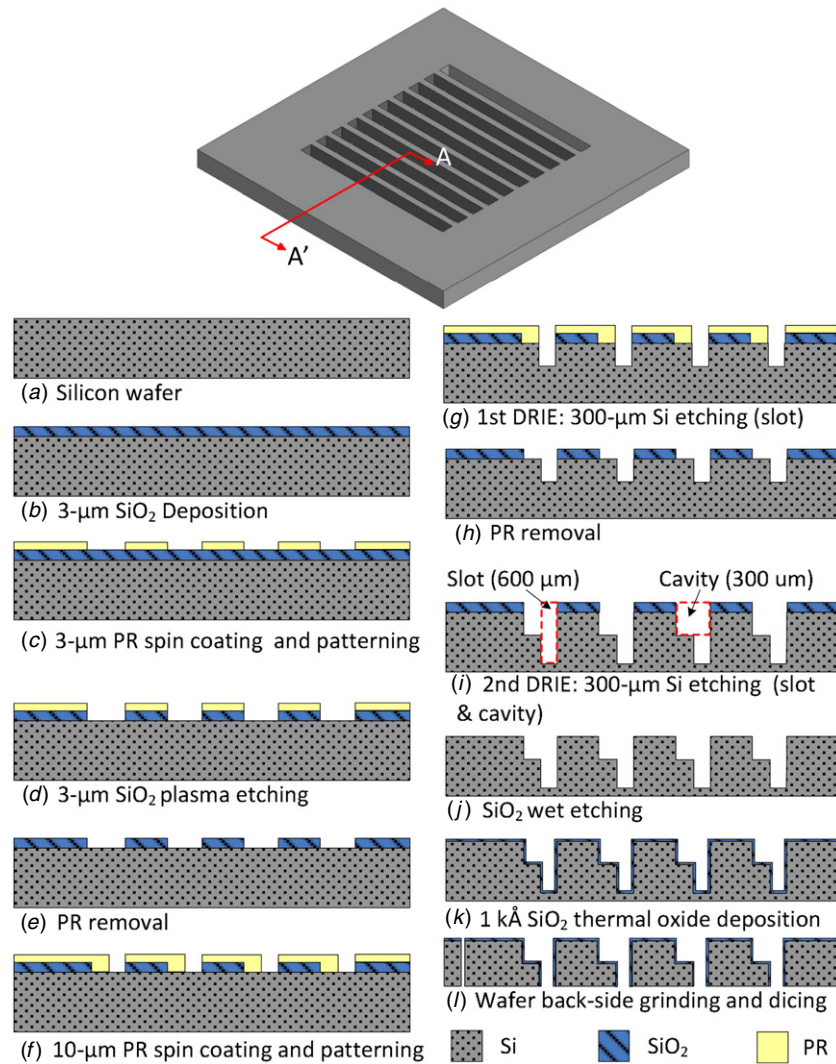 A
A'
(a) Silicon wafer
(b) 3-µm SiO₂ Deposition
(c) 3-µm PR spin coating and patterning
(d) 3-µm SiO₂ plasma etching
(e) PR removal
(f) 10-µm PR spin coating and patterning
(g) 1st DRIE: 300-µm Si etching (slot)
(h) PR removal
Slot (600 µm)
Cavity (300 um)
(i) 2nd DRIE: 300-µm Si etching (slot
& cavity)
(j) SiO₂ wet etching
(k) 1 kÅ SiO₂ thermal oxide deposition
(l) Wafer back-side grinding and dicing
Si
SiO₂
PR